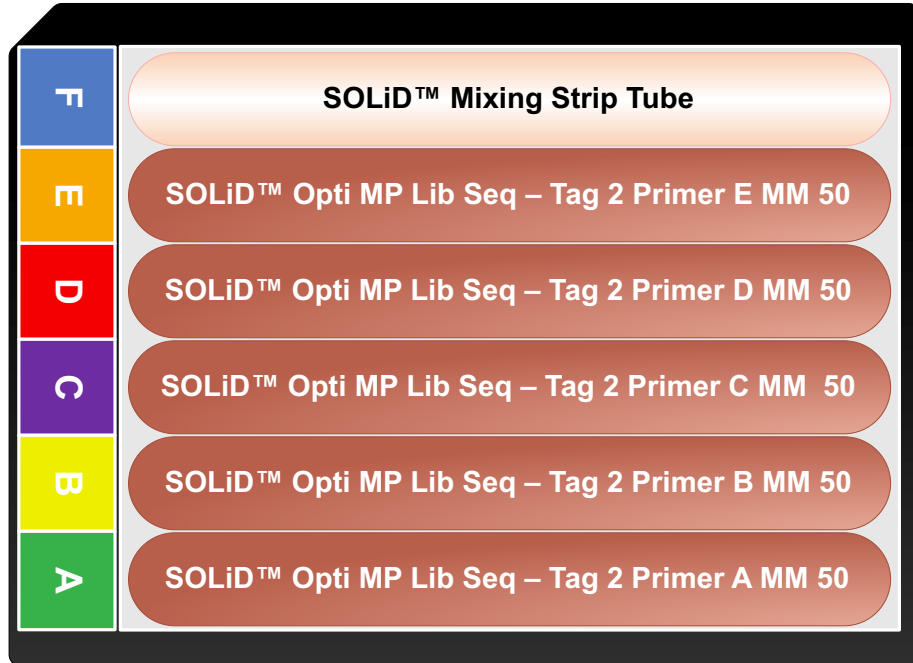 F
SOLiD™ Mixing Strip Tube
E
SOLiD™ Opti MP Lib Seq – Tag 2 Primer E MM 50
D
SOLiD™ Opti MP Lib Seq – Tag 2 Primer D MM 50
C
SOLiD™ Opti MP Lib Seq – Tag 2 Primer C MM  50
B
SOLiD™ Opti MP Lib Seq – Tag 2 Primer B MM 50
A
SOLiD™ Opti MP Lib Seq – Tag 2 Primer A MM 50